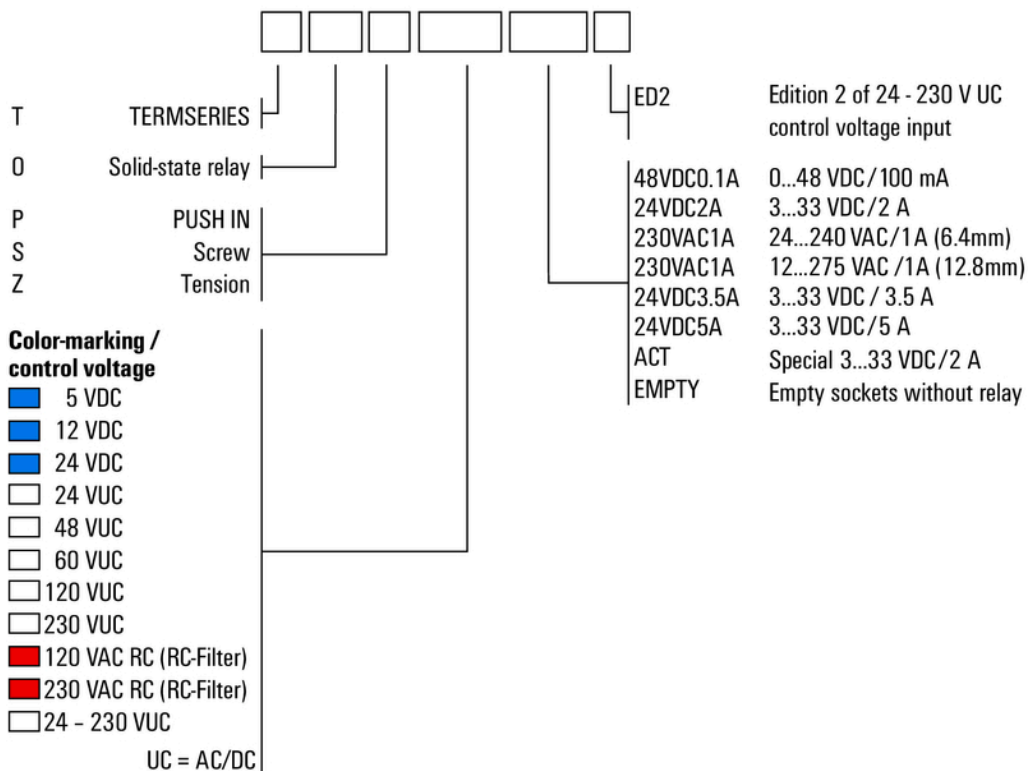 T TERMSERIES
O Solid-state relay
P PUSH IN
S Screw
Z Tension
Color-marking /
control voltage
5 VDC
12 VDC
24 VDC
24 VUC
48 VUC
60 VUC
120 VUC
230 VUC
120 VAC RC (RC-Filter)
230 VAC RC (RC-Filter)
24 – 230 VUC
UC = AC/DC
ED2 Edition 2 of 24 - 230 V UC
control voltage input
48VDC0.1A 0...48 VDC/100 mA
24VDC2A 3...33 VDC/2 A
230VAC1A 24...240 VAC/1A (6.4mm)
230VAC1A 12...275 VAC /1A (12.8mm)
24VDC3.5A 3...33 VDC / 3.5 A
24VDC5A 3...33 VDC/5 A
ACT Special 3...33 VDC/2 A
EMPTY Empty sockets without relay